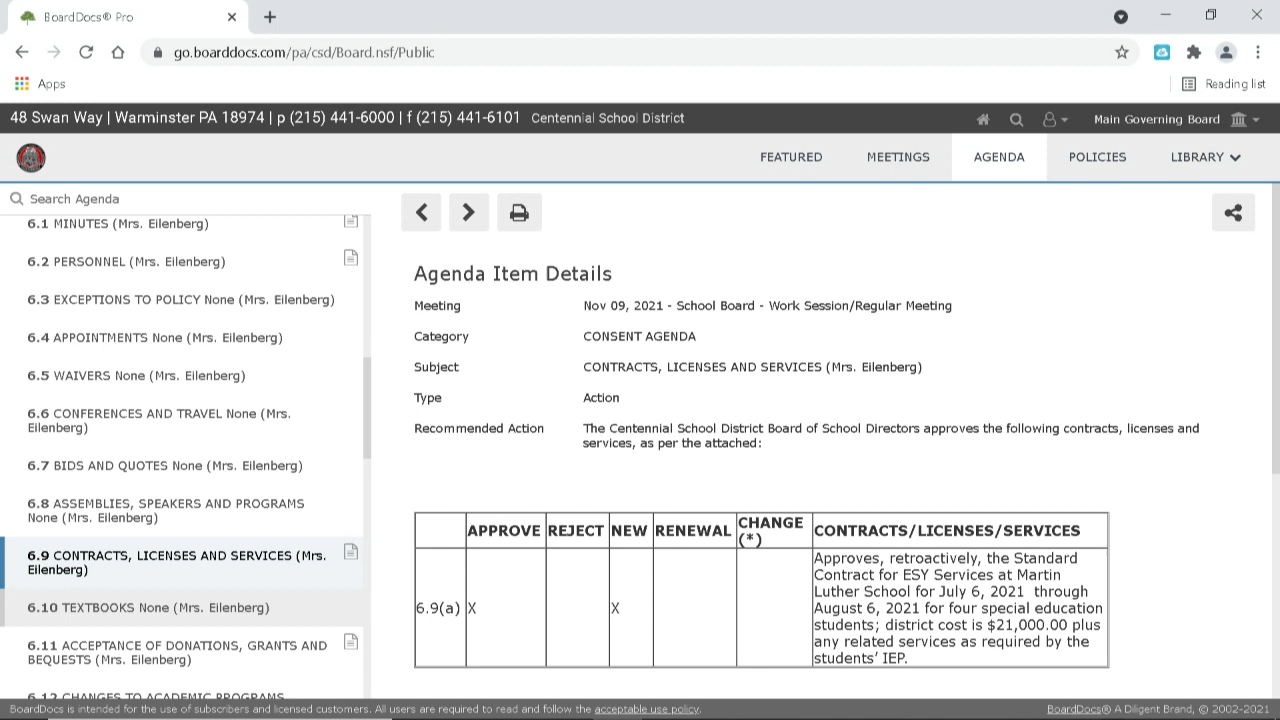 BoardDocs® Pro
go.boarddocs.com/pa/csd/Board.nsf/Public
Apps
Reading list
48 Swan Way | Warminster PA 18974 | p (215) 441-6000 | f (215) 441-6101 Centennial School District
Main Governing Board
FEATURED MEETINGS AGENDA POLICIES LIBRARY
Search Agenda
6.1 MINUTES (Mrs. Eilenberg)
6.2 PERSONNEL (Mrs. Eilenberg)
6.3 EXCEPTIONS TO POLICY None (Mrs. Eilenberg)
6.4 APPOINTMENTS None (Mrs. Eilenberg)
6.5 WAIVERS None (Mrs. Eilenberg)
6.6 CONFERENCES AND TRAVEL None (Mrs.
Eilenberg)
6.7 BIDS AND QUOTES None (Mrs. Eilenberg)
6.8 ASSEMBLIES, SPEAKERS AND PROGRAMS
None (Mrs. Eilenberg)
6.9 CONTRACTS, LICENSES AND SERVICES (Mrs.
Eilenberg)
6.10 TEXTBOOKS None (Mrs. Eilenberg)
6.11 ACCEPTANCE OF DONATIONS, GRANTS AND
BEQUESTS (Mrs. Eilenberg)
6.12 CHANGES TO ACADEMIC PROGRAMS
Agenda Item Details
Meeting Nov 09, 2021 - School Board - Work Session/Regular Meeting
Category CONSENT AGENDA
Subject CONTRACTS, LICENSES AND SERVICES (Mrs. Eilenberg)
Type Action
Recommended Action The Centennial School District Board of School Directors approves the following contracts, licenses and
services, as per the attached:
APPROVE REJECT NEW RENEWAL CHANGE (*) CONTRACTS/LICENSES/SERVICES
6.9(a) X X
Approves, retroactively, the Standard
Contract for ESY Services at Martin
Luther School for July 6, 2021 through
August 6, 2021 for four special education
students; district cost is $21,000.00 plus
any related services as required by the
students' IEP.
BoardDocs is intended for the use of subscribers and licensed customers. All users are required to read and follow the acceptable use policy.
BoardDocs® A Diligent Brand, © 2002-2021